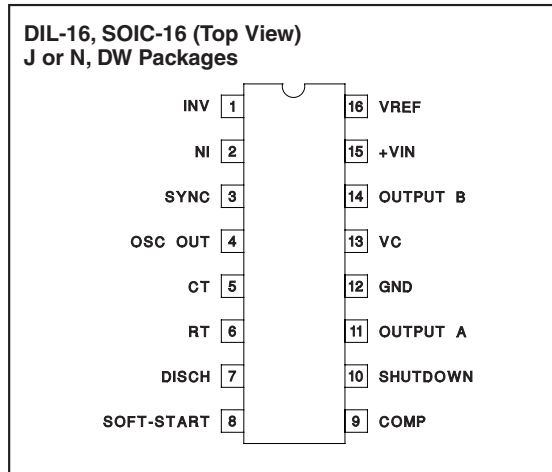 DIL-16, SOIC-16 (Top View)
J or N, DW Packages
INV 1 16 VREF
NI 2 15 +VIN
SYNC 3 14 OUTPUT B
OSC OUT 4 13 VC
CT 5 12 GND
RT 6 11 OUTPUT A
DISCH 7 10 SHUTDOWN
SOFT-START 8 9 COMP